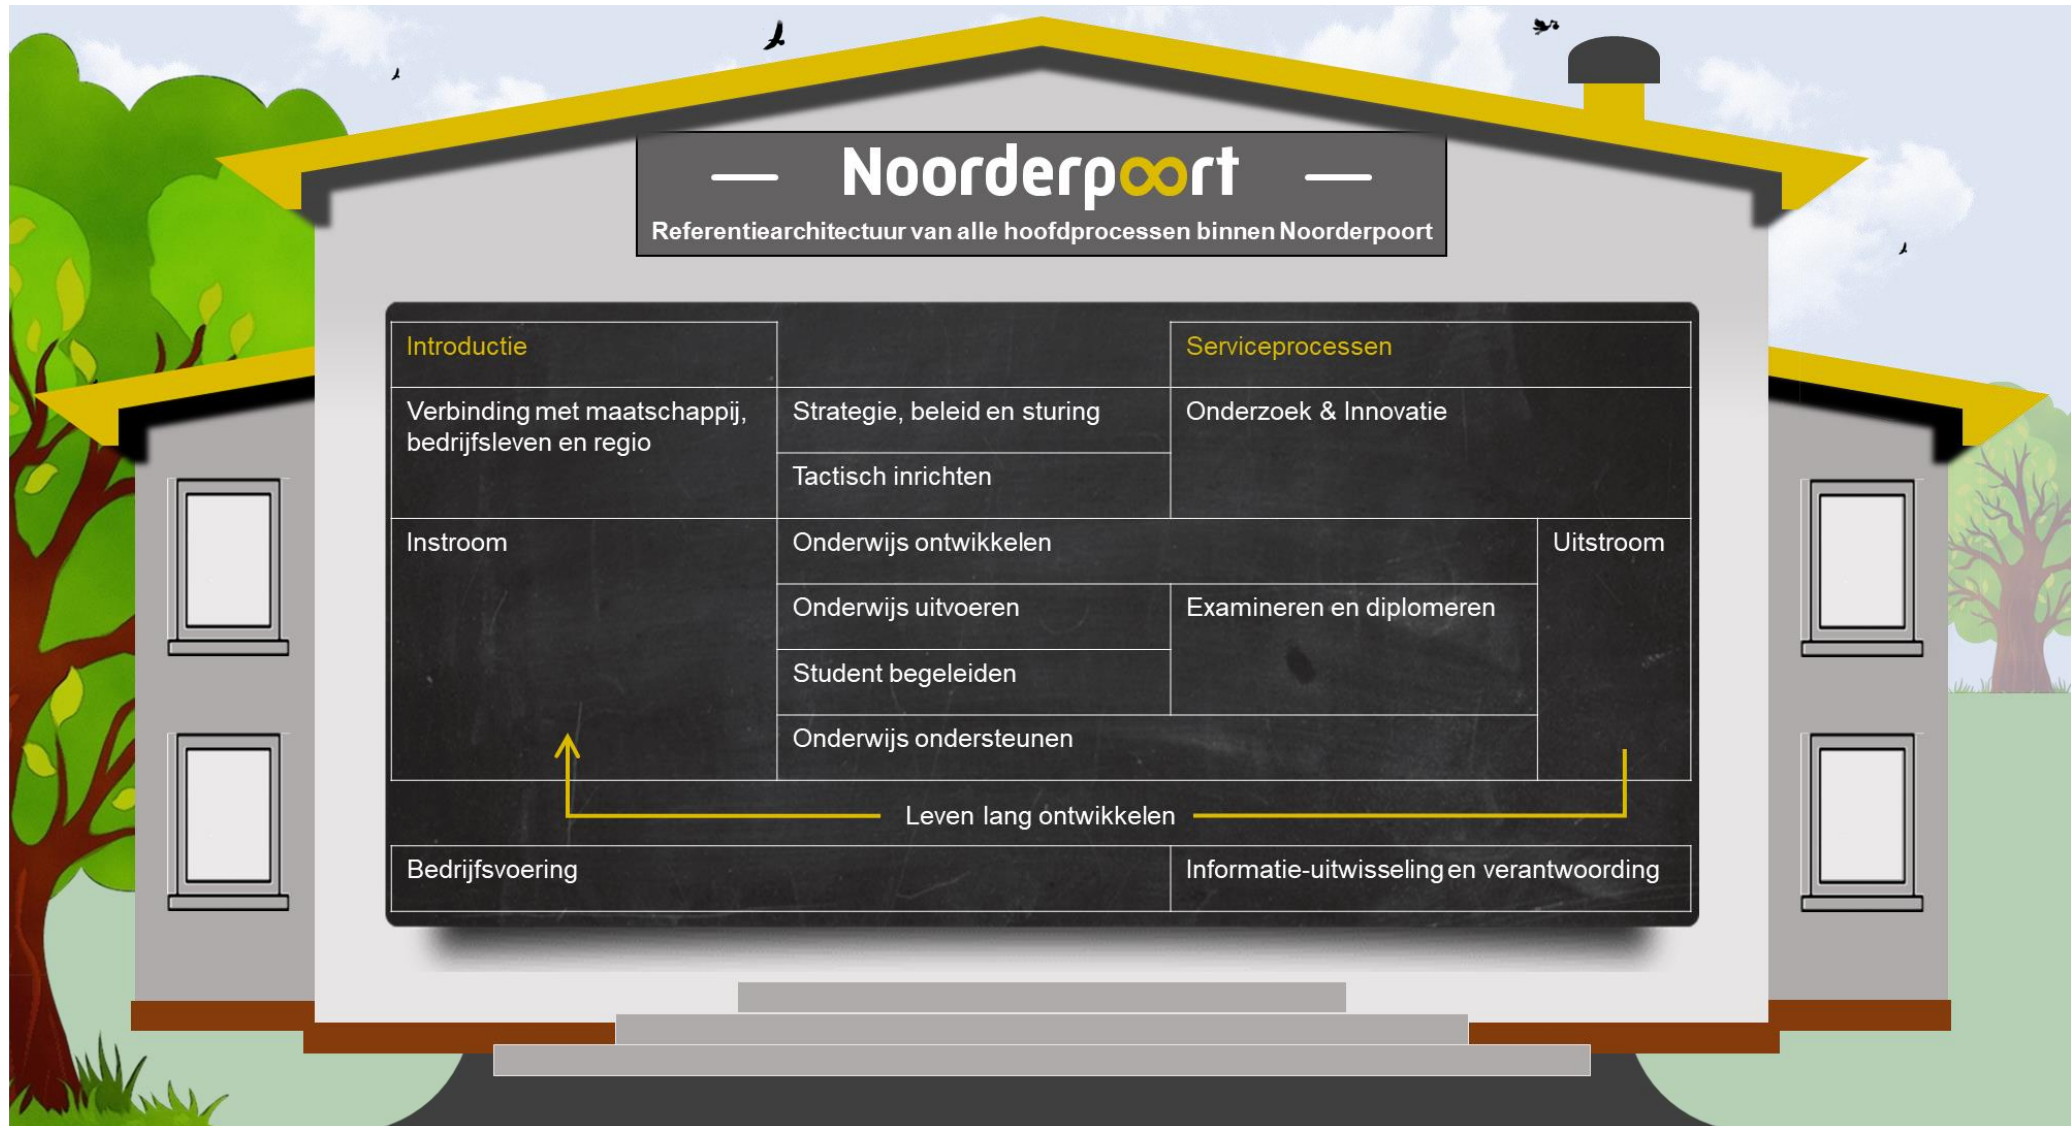 Noorderpoort
Referentiearchitectuur van alle hoofdprocessen binnen Noorderpoort
Introductie
Serviceprocessen
Verbinding met maatschappij,
bedrijfsleven en regio
Strategie, beleid en sturing
Onderzoek & Innovatie
Tactisch inrichten
Instroom
Onderwijs ontwikkelen
Uitstroom
Onderwijs uitvoeren
Examineren en diplomeren
Student begeleiden
Onderwijs ondersteunen
Leven lang ontwikkelen
Bedrijfsvoering
Informatie-uitwisseling en verantwoording